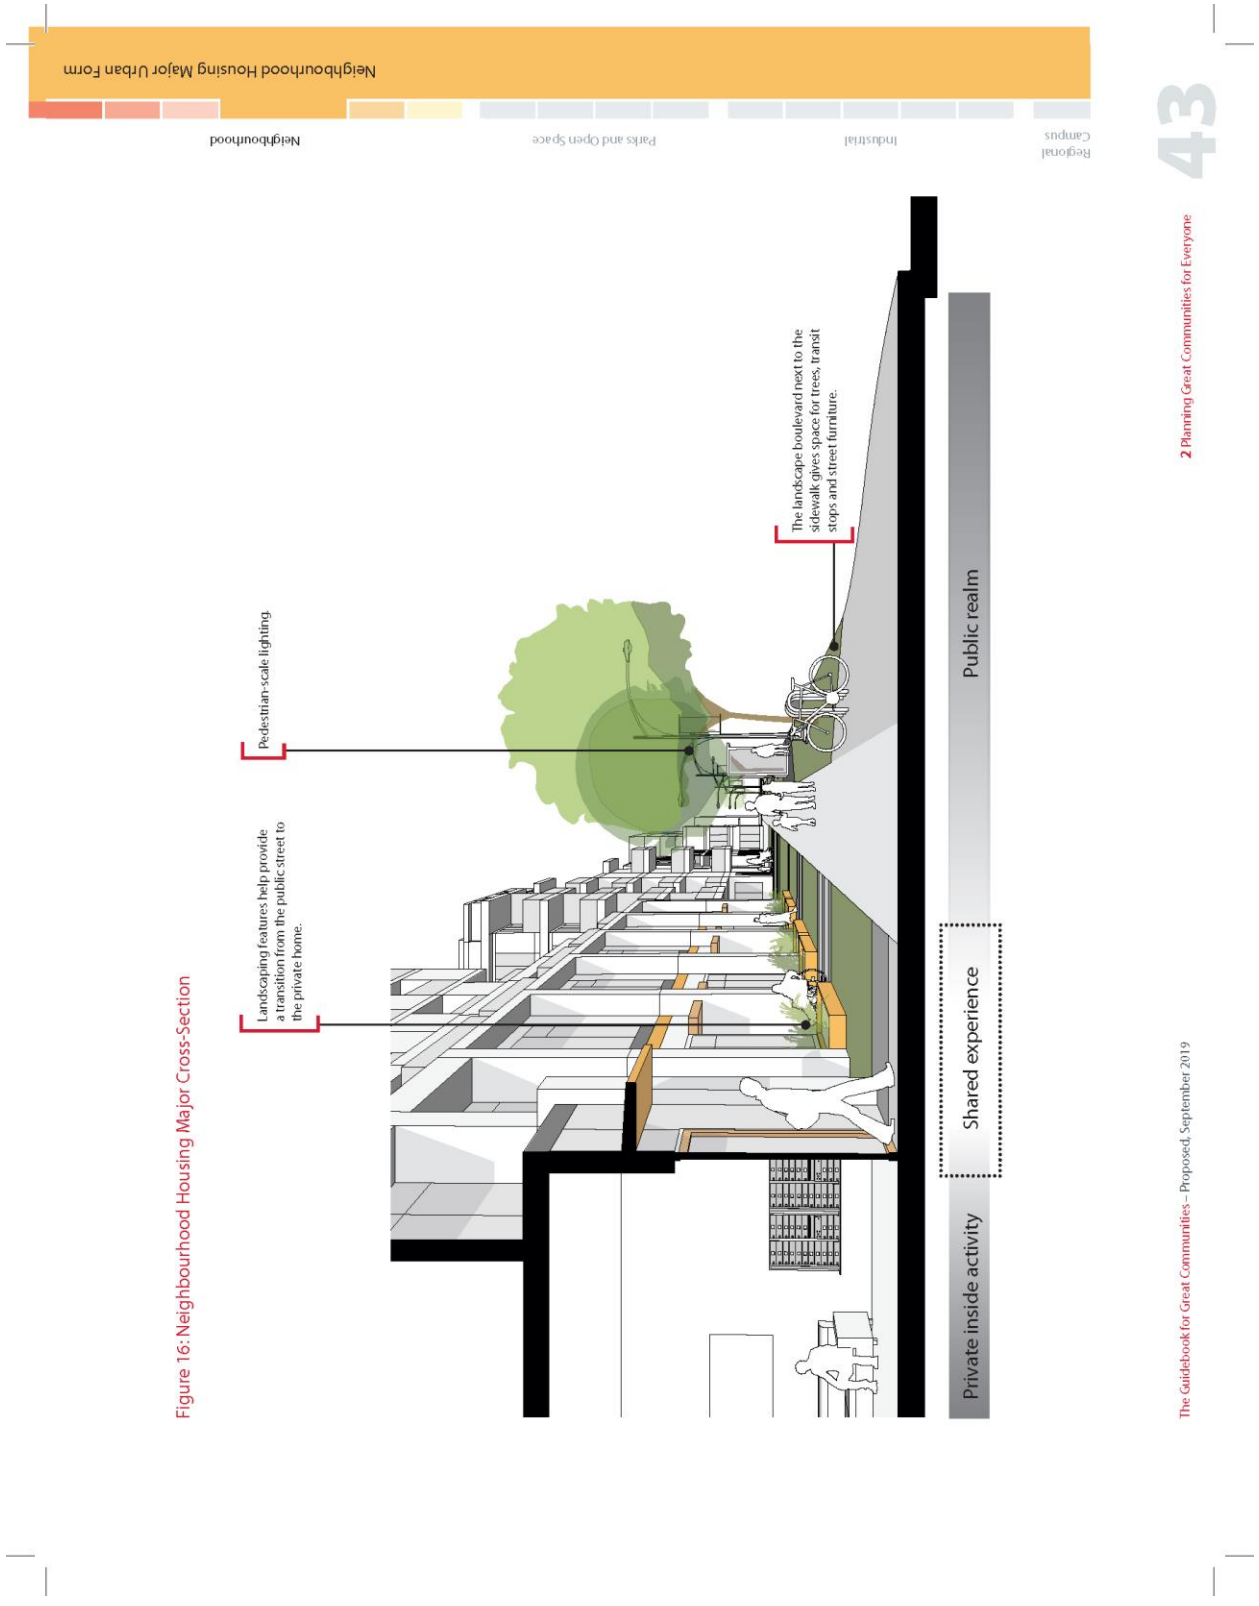 Neighbourhood Housing Major Urban Form
Neighbourhood
Parks and Open Space
Industrial
Regional
Campus
Figure 16: Neighbourhood Housing Major Cross-Section
Landscaping features help provide
a transition from the public street to
the private home.
Pedestrian-scale lighting.
The landscape boulevard next to the
sidewalk gives space for trees, transit
stops and street furniture.
Private inside activity
Shared experience
Public realm
The Guidebook for Great Communities – Proposed, September 2019
2 Planning Great Communities for Everyone
43